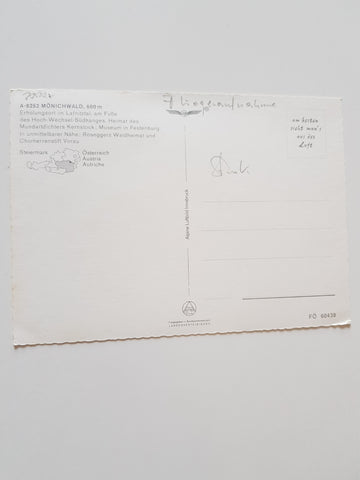 A-8252 MÖNICHWALD, 600 m
Erholungsort im Lafnitztal, am Fuße
des Hoch-Wechsel-Südhanges. Heimat des
Mundartdichters Kernstock; Museum in Festenburg
in unmittelbarer Nähe; Roseggers Waldheimat und
Chorherrenstift Vorau
Steiermark
Österreich
Austria
Autriche
Fliegeraufnahme
am besten
sieht man's
aus der
Luft
Alpine Luftbild Innsbruck
FÖ 60439